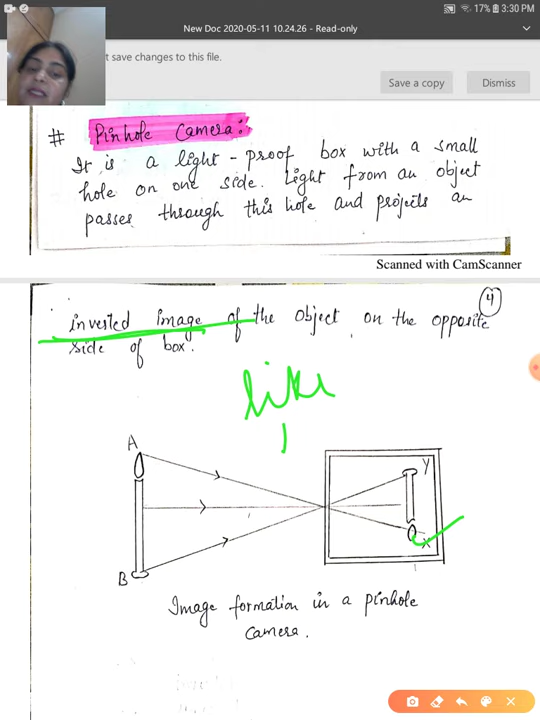 17% 3:30 PM
New Doc 2020-05-11 10.24.26 - Read-only
t save changes to this file.
Save a copy
Dismiss
# Pinhole Camera:
It is a light-proof box with a small
hole on one side. Light from an object
passes through this hole and projects an
Scanned with CamScanner
4
inverted image of the object on the opposite
side of box.
like
A
Y
X
B
Image formation in a pinhole
camera.